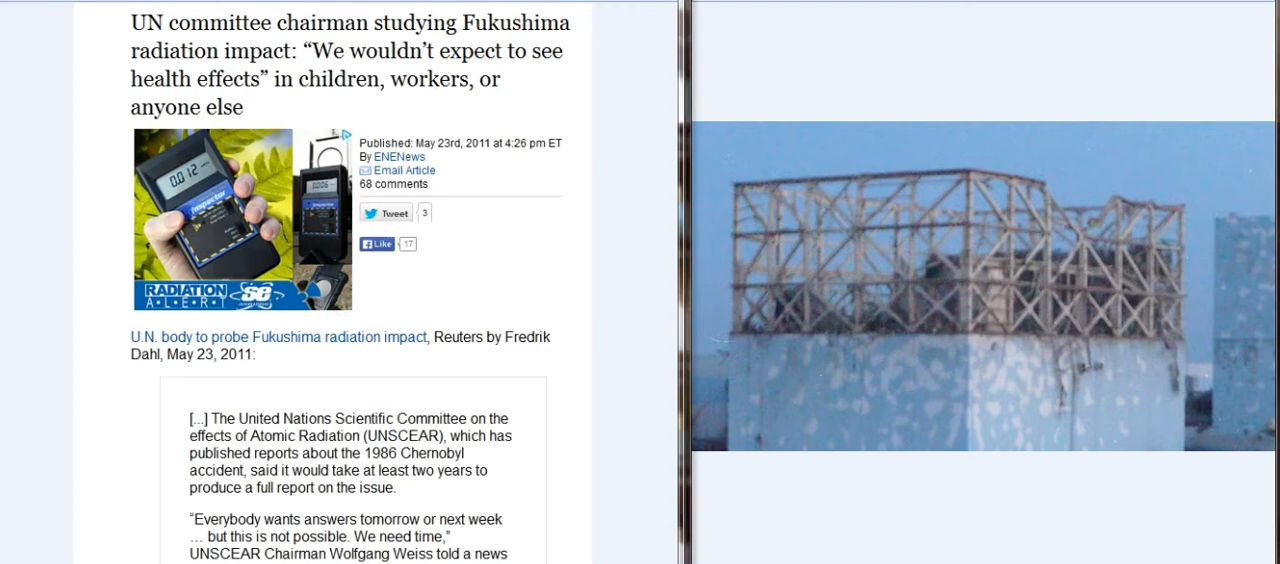 UN committee chairman studying Fukushima
radiation impact: “We wouldn’t expect to see
health effects” in children, workers, or
anyone else
0.0 12
Inspector
RADIATION
A•L•E•R•T
se
Published: May 23rd, 2011 at 4:26 pm ET
By ENENews
Email Article
68 comments
Tweet 3
Like 17
U.N. body to probe Fukushima radiation impact, Reuters by Fredrik
Dahl, May 23, 2011:
[...] The United Nations Scientific Committee on the
effects of Atomic Radiation (UNSCEAR), which has
published reports about the 1986 Chernobyl
accident, said it would take at least two years to
produce a full report on the issue.
“Everybody wants answers tomorrow or next week
… but this is not possible. We need time,”
UNSCEAR Chairman Wolfgang Weiss told a news